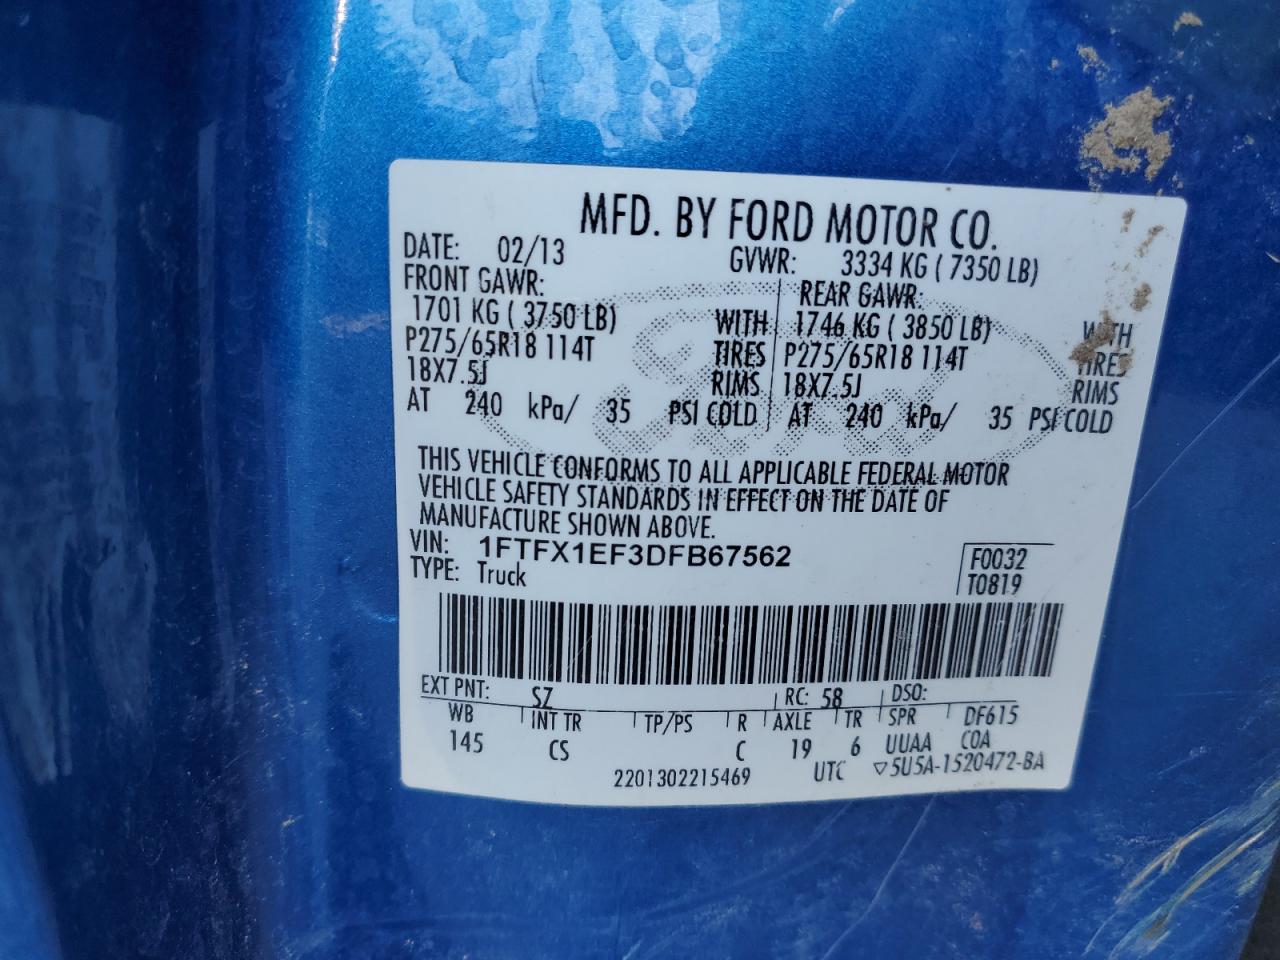 MFD. BY FORD MOTOR CO.
DATE: 02/13 GVWR: 3334 KG ( 7350 LB)
FRONT GAWR: REAR GAWR:
1701 KG ( 3750 LB) WITH 1746 KG ( 3850 LB) WITH
P275/65R18 114T TIRES P275/65R18 114T TIRES
18X7.5J RIMS 18X7.5J RIMS
AT 240 kPa/ 35 PSI COLD AT 240 kPa/ 35 PSI COLD
Ford
THIS VEHICLE CONFORMS TO ALL APPLICABLE FEDERAL MOTOR
VEHICLE SAFETY STANDARDS IN EFFECT ON THE DATE OF
MANUFACTURE SHOWN ABOVE.
VIN: 1FTFX1EF3DFB67562 F0032
TYPE: Truck T0819
EXT PNT: SZ RC: 58 DSO:
WB INT TR TP/PS R AXLE TR SPR DF615
145 CS C 19 6 UUAA COA
2201302215469 UTC ▽5U5A-1520472-BA